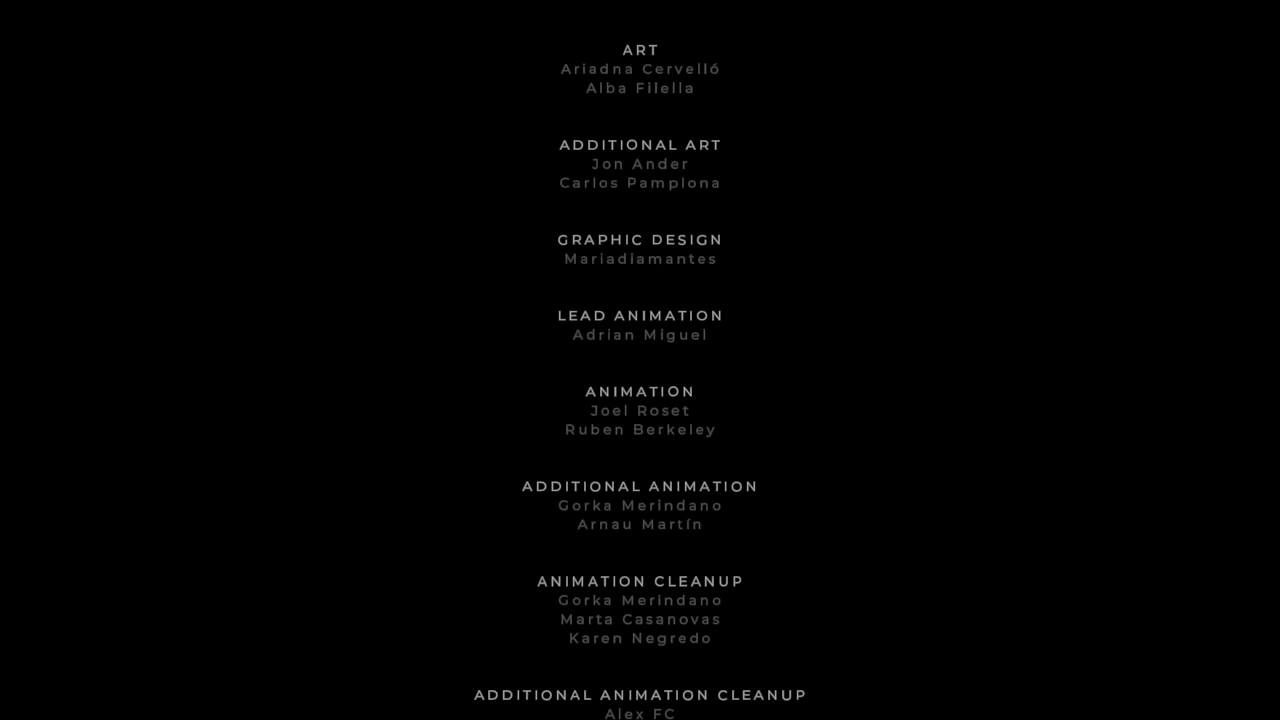 ART
Ariadna Cervelló
Alba Filella
ADDITIONAL ART
Jon Ander
Carlos Pamplona
GRAPHIC DESIGN
Mariadiamantes
LEAD ANIMATION
Adrian Miguel
ANIMATION
Joel Roset
Ruben Berkeley
ADDITIONAL ANIMATION
Gorka Merindano
Arnau Martín
ANIMATION CLEANUP
Gorka Merindano
Marta Casanovas
Karen Negredo
ADDITIONAL ANIMATION CLEANUP
Alex FC